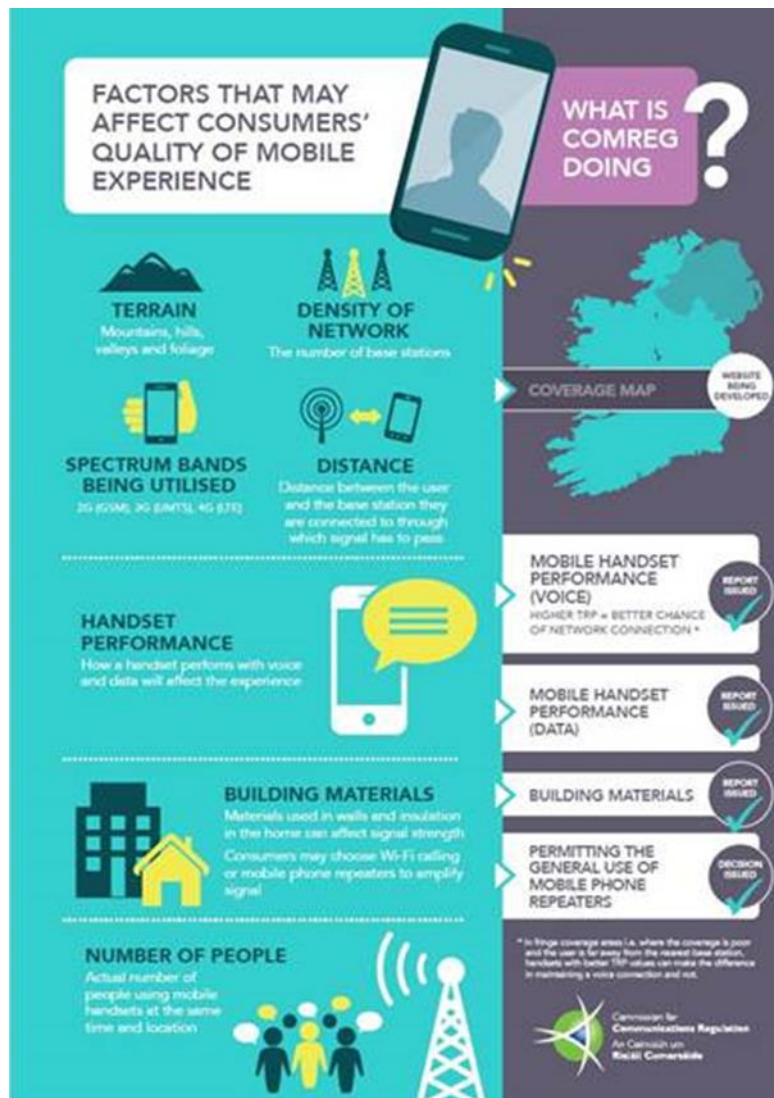 FACTORS THAT MAY
AFFECT CONSUMERS'
QUALITY OF MOBILE
EXPERIENCE
WHAT IS
COMREG
DOING
?
TERRAIN
Mountains, hills,
valleys and foliage
DENSITY OF
NETWORK
The number of base stations
SPECTRUM BANDS
BEING UTILISED
2G (GSM), 3G (UMTS), 4G (LTE)
DISTANCE
Distance between the user
and the base station they
are connected to through
which signal has to pass
COVERAGE MAP
WEBSITE
BEING
DEVELOPED
HANDSET
PERFORMANCE
How a handset performs with voice
and data will affect the experience
MOBILE HANDSET
PERFORMANCE
(VOICE)
HIGHER TRP = BETTER CHANCE
OF NETWORK CONNECTION *
REPORT
ISSUED
MOBILE HANDSET
PERFORMANCE
(DATA)
REPORT
ISSUED
BUILDING MATERIALS
Materials used in walls and insulation
in the home can affect signal strength
Consumers may choose Wi-Fi calling
or mobile phone repeaters to amplify
signal
BUILDING MATERIALS
REPORT
ISSUED
PERMITTING THE
GENERAL USE OF
MOBILE PHONE
REPEATERS
DECISION
ISSUED
NUMBER OF PEOPLE
Actual number of
people using mobile
handsets at the same
time and location
* In fringe coverage areas i.e. where the coverage is poor
and the user is far away from the nearest base station,
handsets with better TRP values can make the difference
in maintaining a voice connection and not.
Commission for
Communications Regulation
An Coimisiún um
Rialáil Cumarsáide